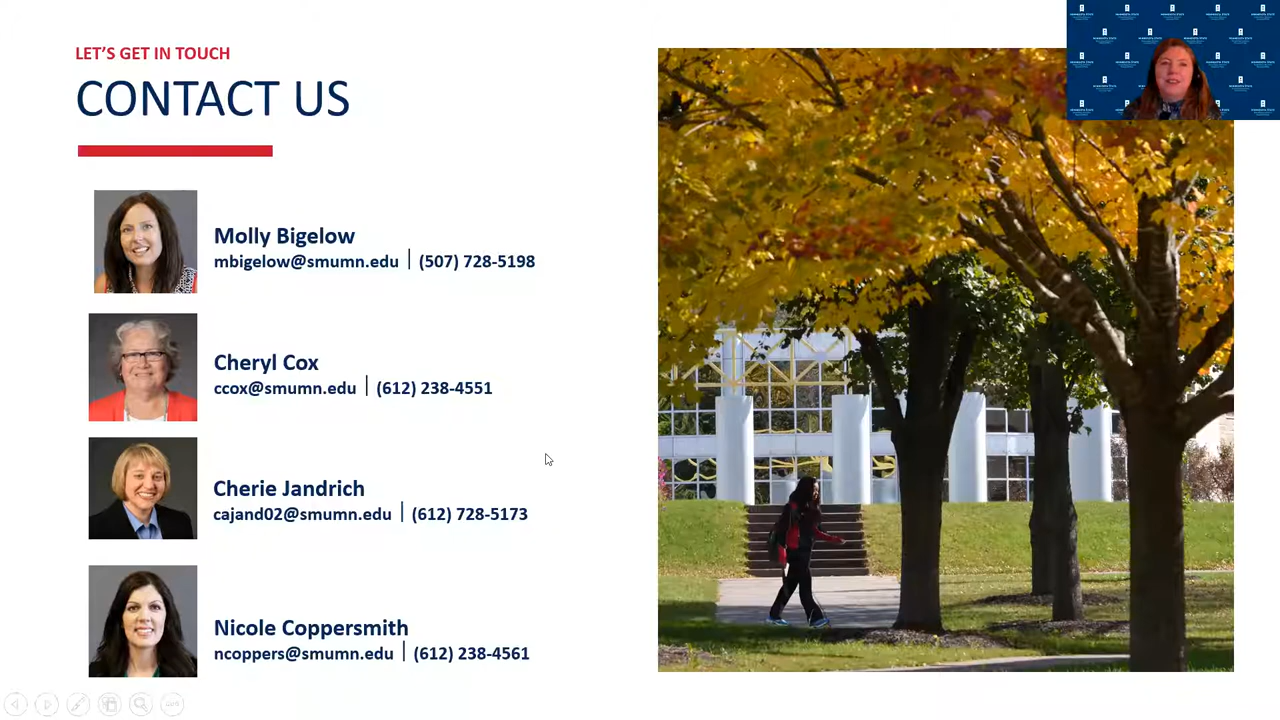 LET'S GET IN TOUCH
CONTACT US
Molly Bigelow
mbigelow@smumn.edu | (507) 728-5198
Cheryl Cox
ccox@smumn.edu | (612) 238-4551
Cherie Jandrich
cajand02@smumn.edu | (612) 728-5173
Nicole Coppersmith
ncoppers@smumn.edu | (612) 238-4561